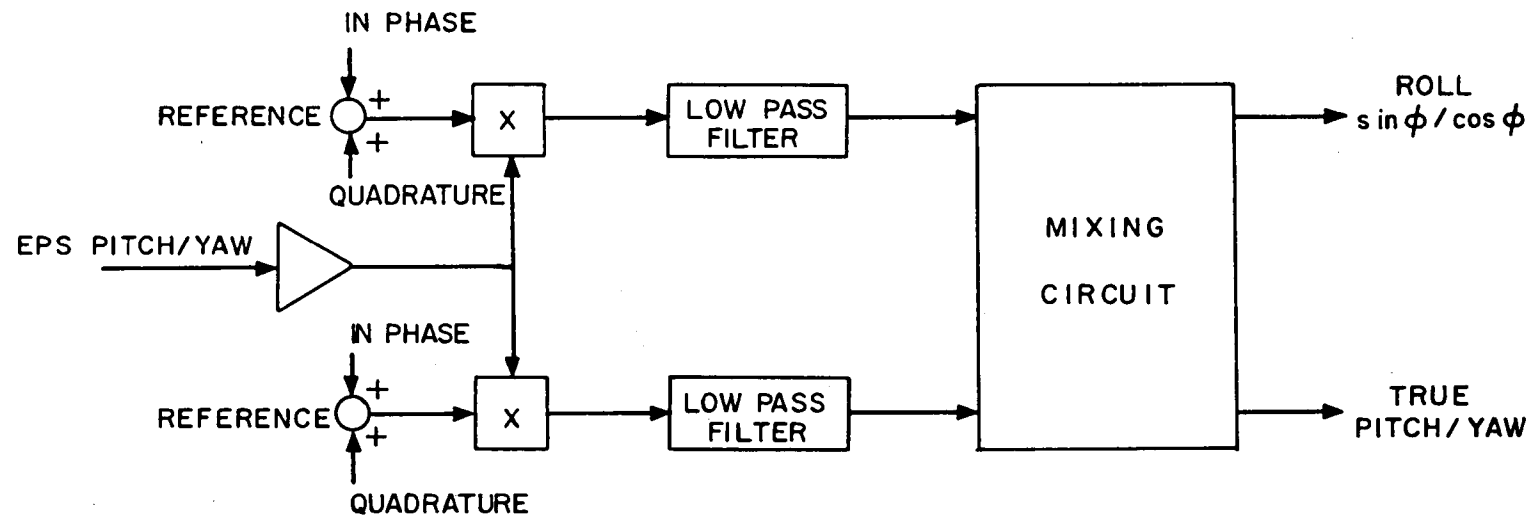 IN PHASE
REFERENCE
+
+
QUADRATURE
X
LOW PASS
FILTER
EPS PITCH/YAW
MIXING
CIRCUIT
ROLL
sin ϕ / cos ϕ
IN PHASE
REFERENCE
+
+
QUADRATURE
X
LOW PASS
FILTER
TRUE
PITCH/YAW